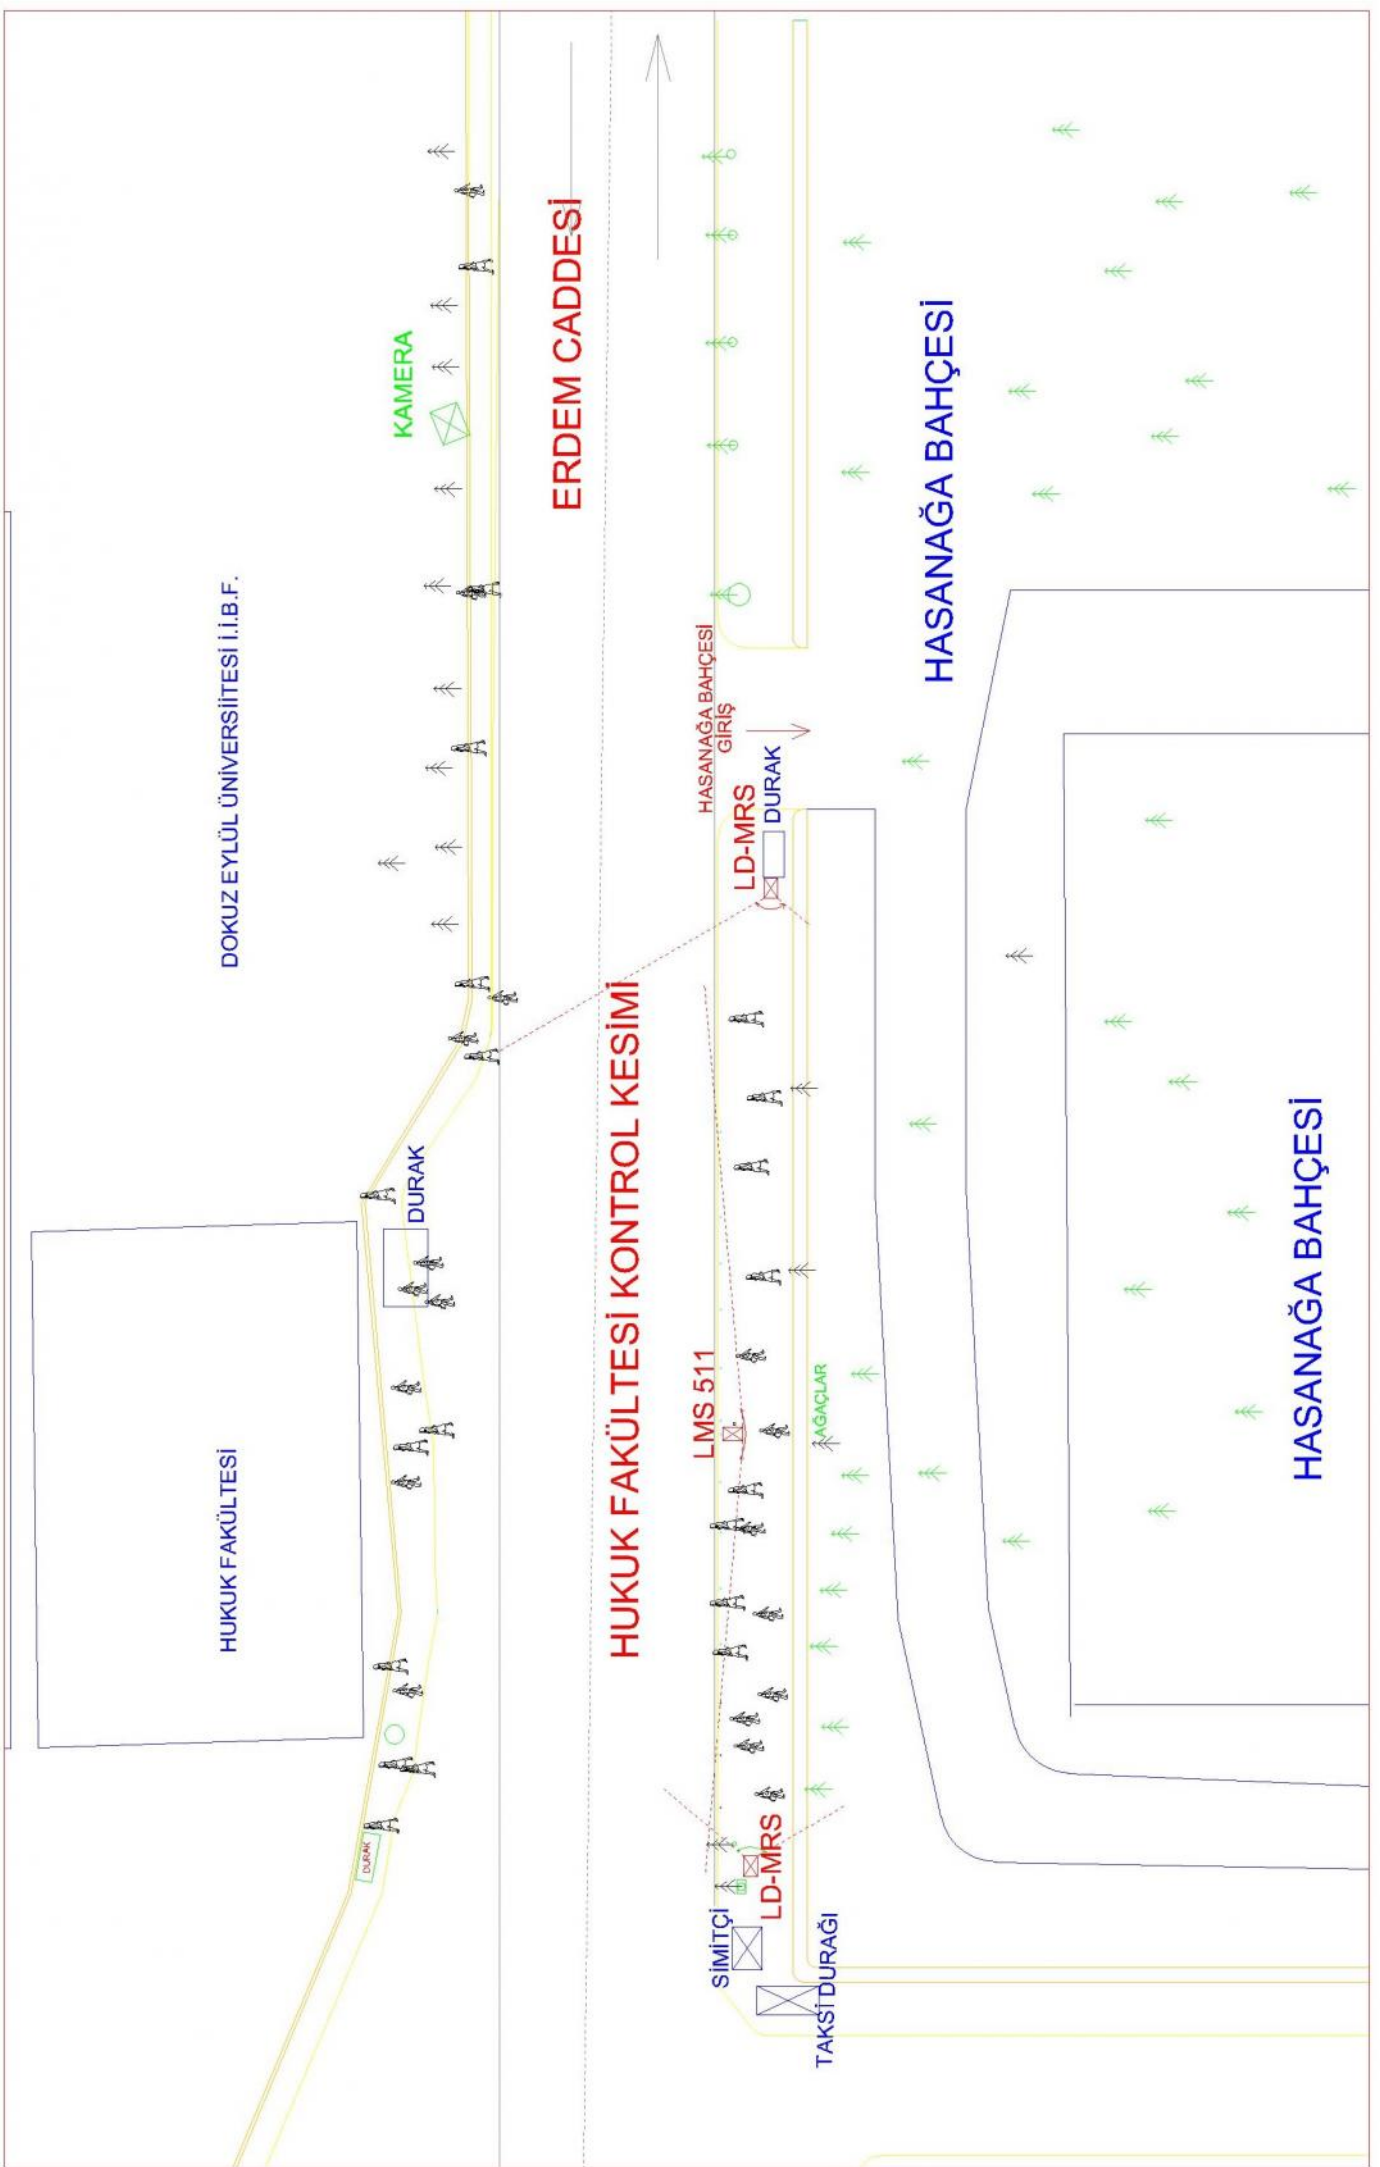 DOKUZ EYLÜL ÜNİVERSİİTESİ İ.İ.B.F.
HUKUK FAKÜLTESİ
KAMERA
DURAK
DURAK
ERDEM CADDESİ
HUKUK FAKÜLTESİ KONTROL KESİMİ
HASANAĞA BAHÇESİ
GİRİŞ
LD-MRS
DURAK
LMS 511
AĞAÇLAR
LD-MRS
SİMİTÇİ
TAKSİ DURAĞI
HASANAĞA BAHÇESİ
HASANAĞA BAHÇESİ